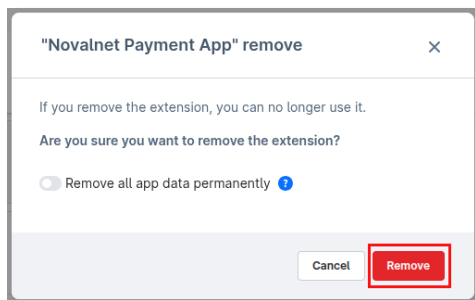 "Novalnet Payment App" remove
If you remove the extension, you can no longer use it.
Are you sure you want to remove the extension?
Remove all app data permanently ?
Cancel Remove